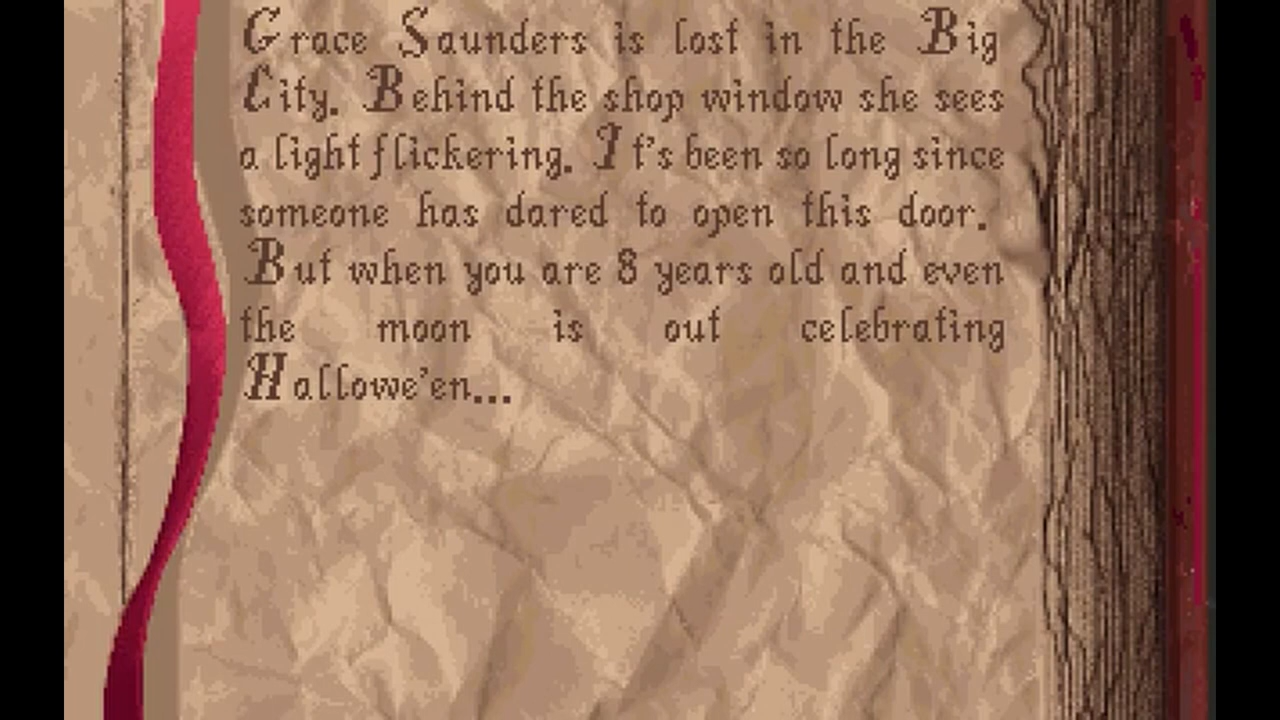 Grace Saunders is lost in the Big
City. Behind the shop window she sees
a light flickering. It's been so long since
someone has dared to open this door.
But when you are 8 years old and even
the moon is out celebrating
Hallowe'en...